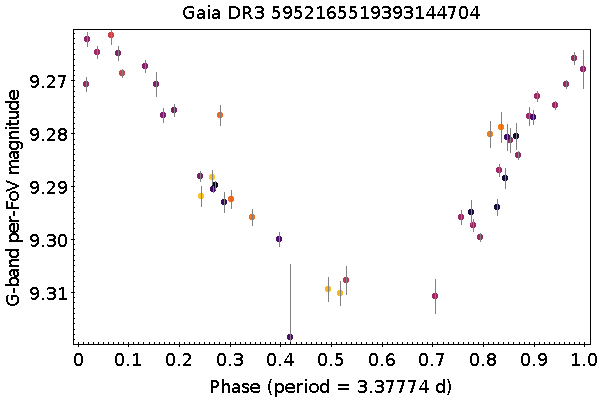 Gaia DR3 5952165519393144704
9.27
9.28
9.29
9.30
9.31
G-band per-FoV magnitude
0 0.1 0.2 0.3 0.4 0.5 0.6 0.7 0.8 0.9 1.0
Phase (period = 3.37774 d)